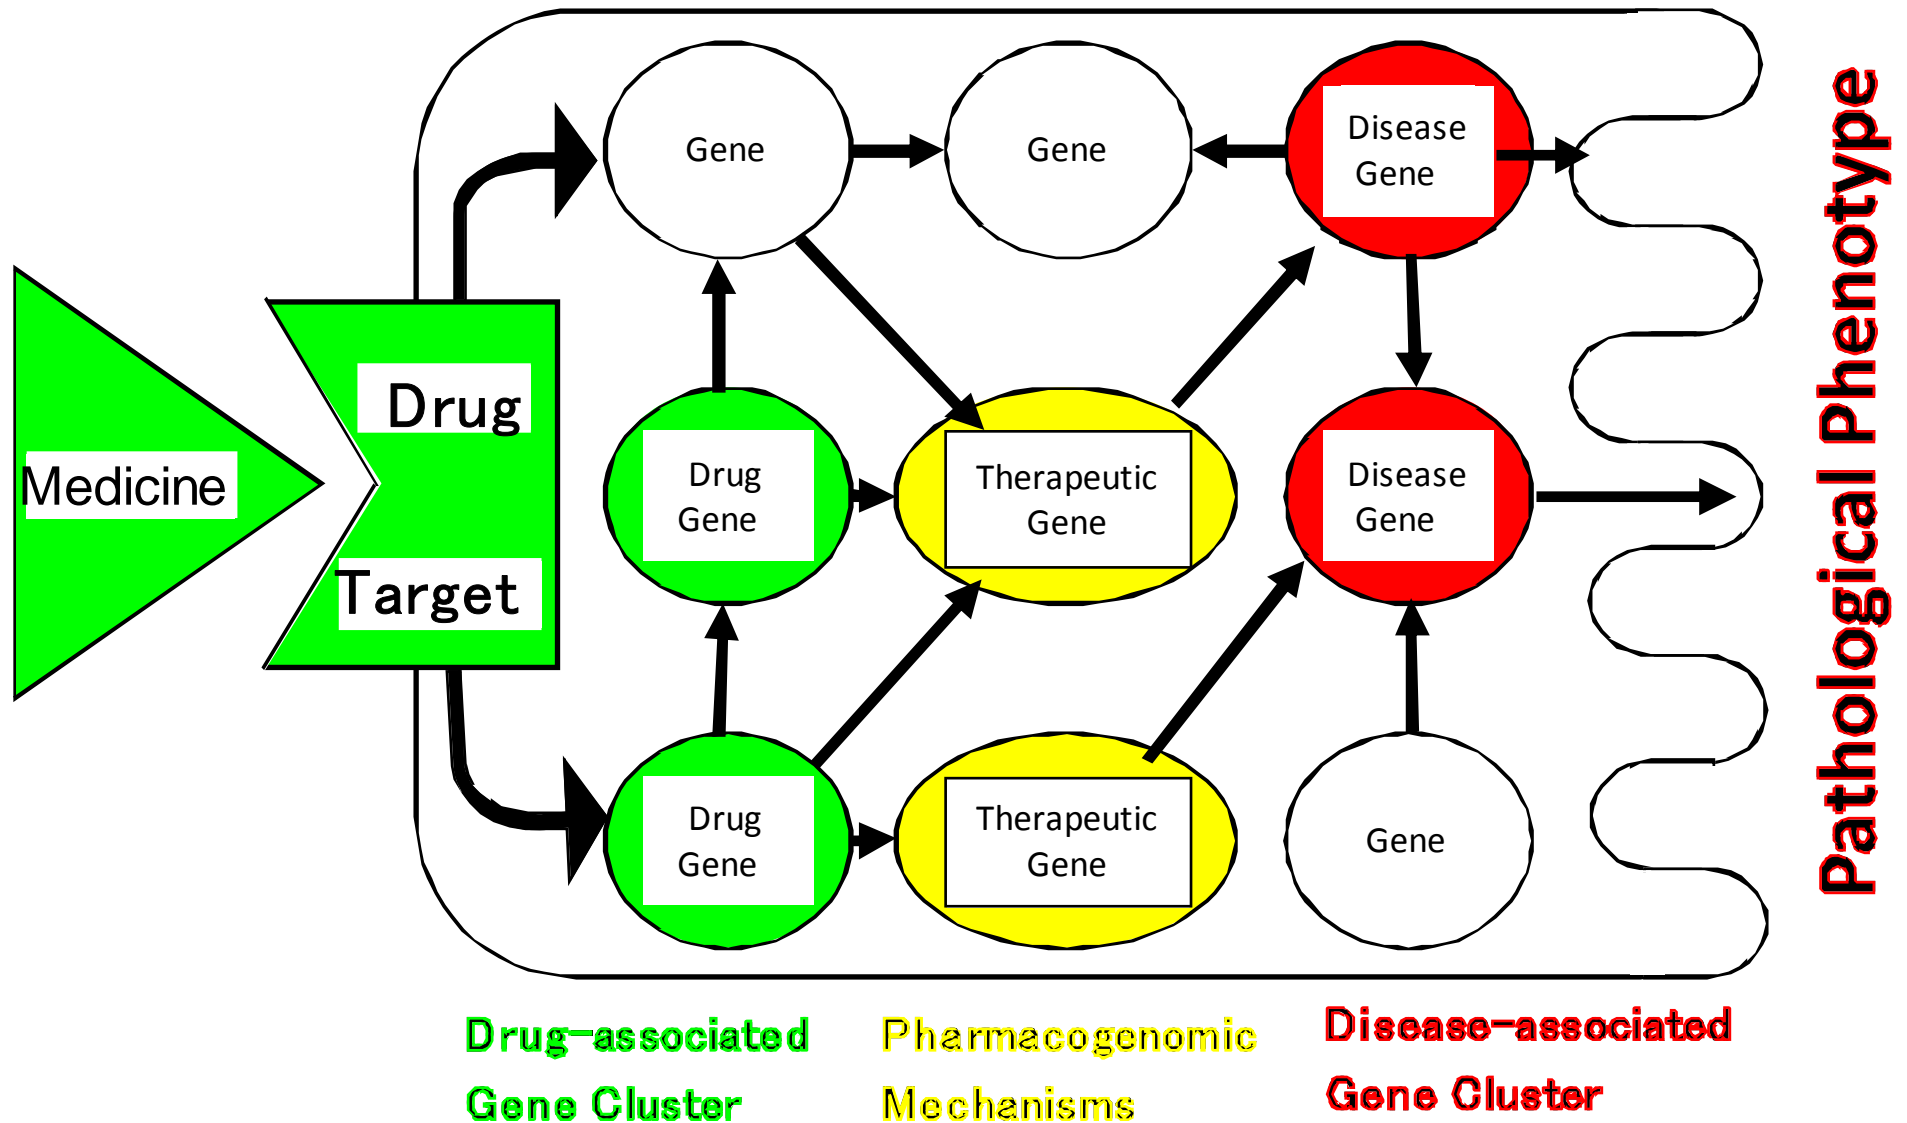 Medicine
Drug
Target
Gene
Gene
Disease
Gene
Drug
Gene
Therapeutic
Gene
Disease
Gene
Drug
Gene
Therapeutic
Gene
Gene
Pathological Phenotype
Drug-associated
Gene Cluster
Pharmacogenomic
Mechanisms
Disease-associated
Gene Cluster